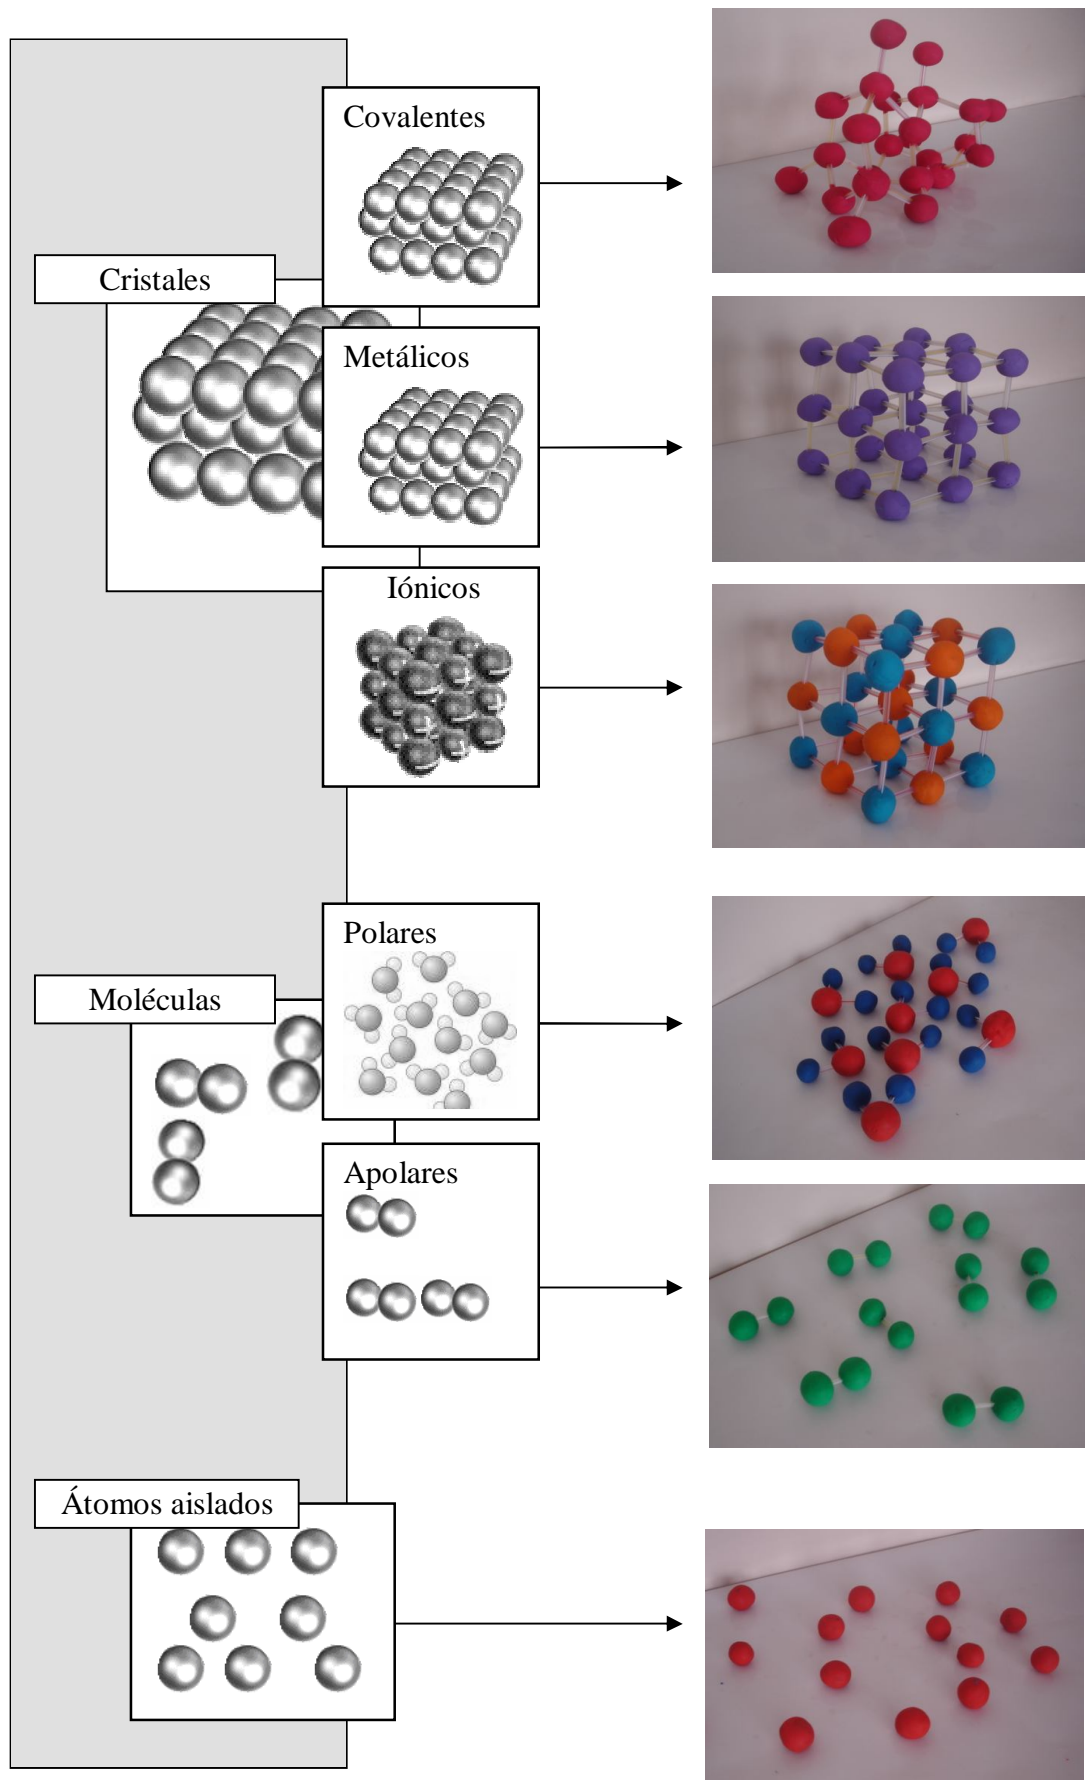 Covalentes
Cristales
Metálicos
Iónicos
Polares
Moléculas
Apolares
Átomos aislados